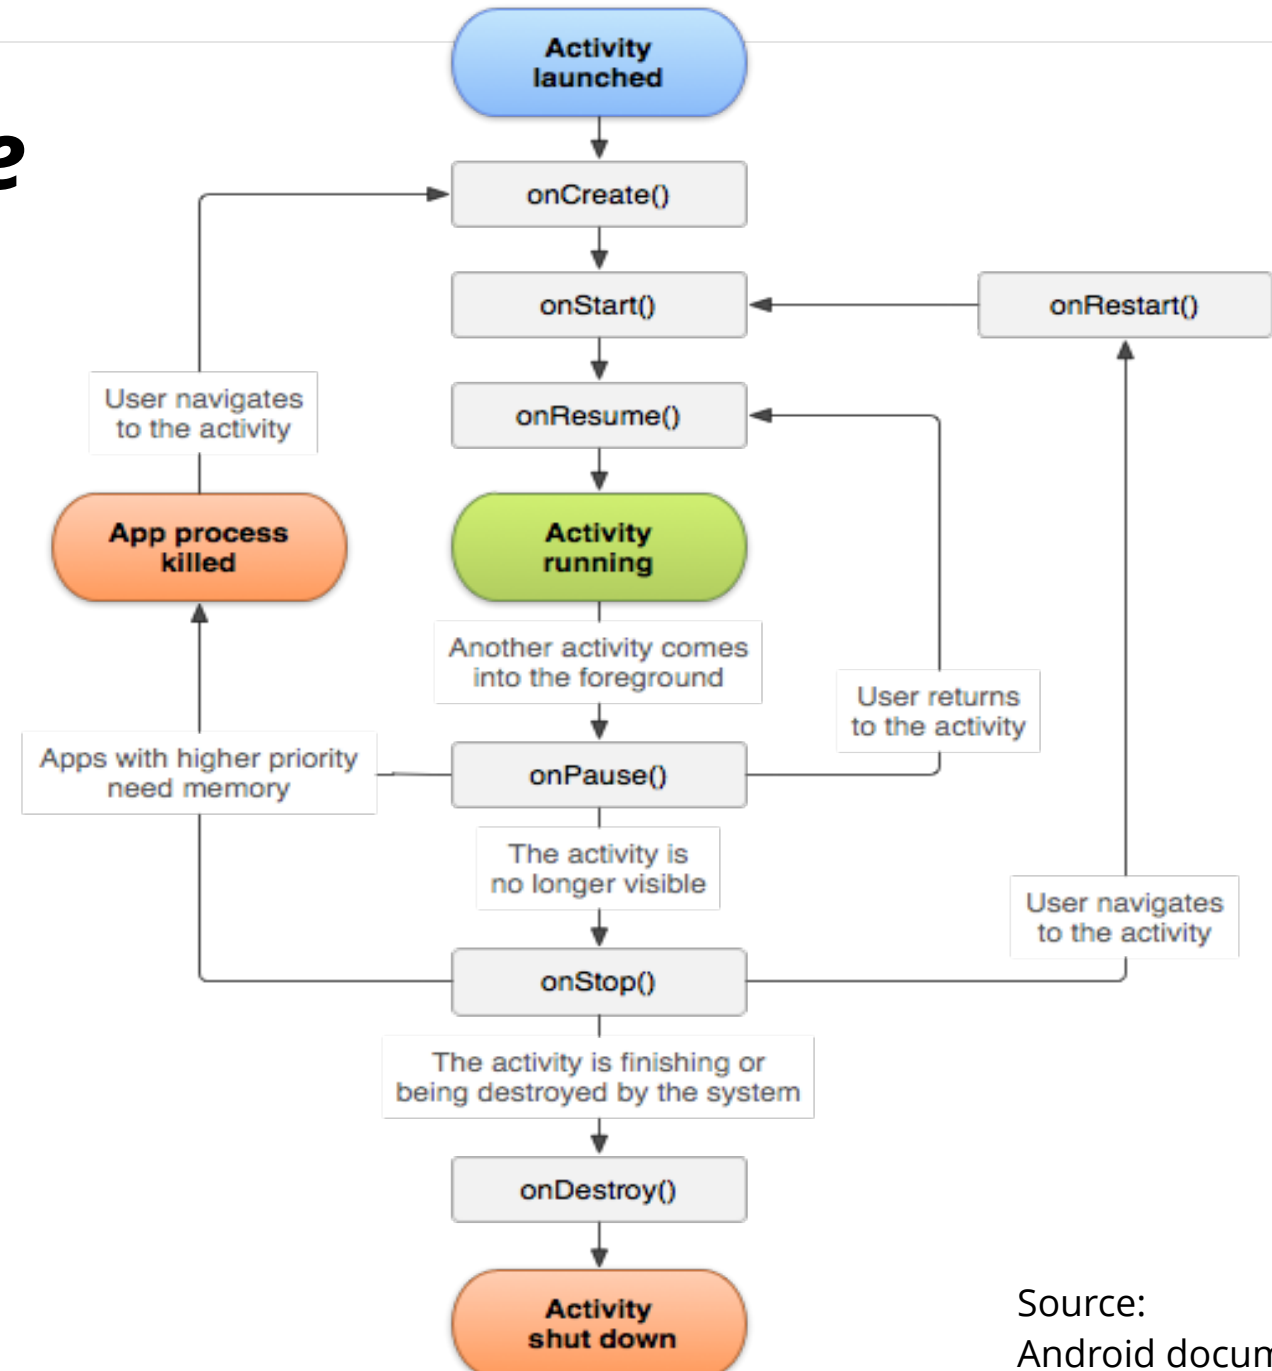 Activity
launched
e
onCreate()
onStart()
onRestart()
User navigates
to the activity
onResume()
App process
killed
Activity
running
Another activity comes
into the foreground
User returns
to the activity
Apps with higher priority
need memory
onPause()
The activity is
no longer visible
User navigates
to the activity
onStop()
The activity is finishing or
being destroyed by the system
onDestroy()
Activity
shut down
Source:
Android docum